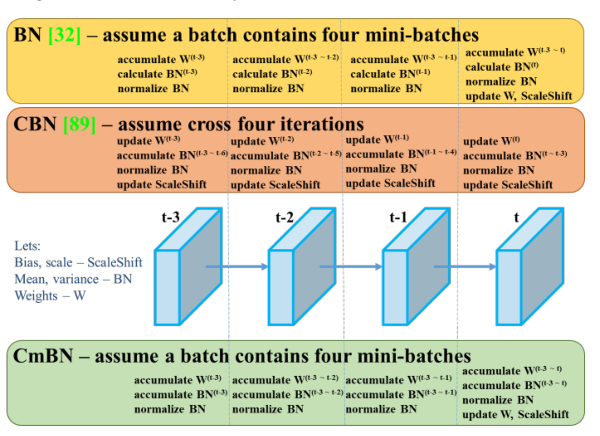 BN [32] – assume a batch contains four mini-batches
accumulate W(t-3)
calculate BN(t-3)
normalize BN
accumulate W(t-3 ~ t-2)
calculate BN(t-2)
normalize BN
accumulate W(t-3 ~ t-1)
calculate BN(t-1)
normalize BN
accumulate W(t-3 ~ t)
calculate BN(t)
normalize BN
update W, ScaleShift
CBN [89] – assume cross four iterations
update W(t-3)
accumulate BN(t-3 ~ t-6)
normalize BN
update ScaleShift
update W(t-2)
accumulate BN(t-2 ~ t-5)
normalize BN
update ScaleShift
update W(t-1)
accumulate BN(t-1 ~ t-4)
normalize BN
update ScaleShift
update W(t)
accumulate BN(t ~ t-3)
normalize BN
update ScaleShift
t-3
t-2
t-1
t
Lets:
Bias, scale – ScaleShift
Mean, variance – BN
Weights – W
CmBN – assume a batch contains four mini-batches
accumulate W(t-3)
accumulate BN(t-3)
normalize BN
accumulate W(t-3 ~ t-2)
accumulate BN(t-3 ~ t-2)
normalize BN
accumulate W(t-3 ~ t-1)
accumulate BN(t-3 ~ t-1)
normalize BN
accumulate W(t-3 ~ t)
accumulate BN(t-3 ~ t)
normalize BN
update W, ScaleShift